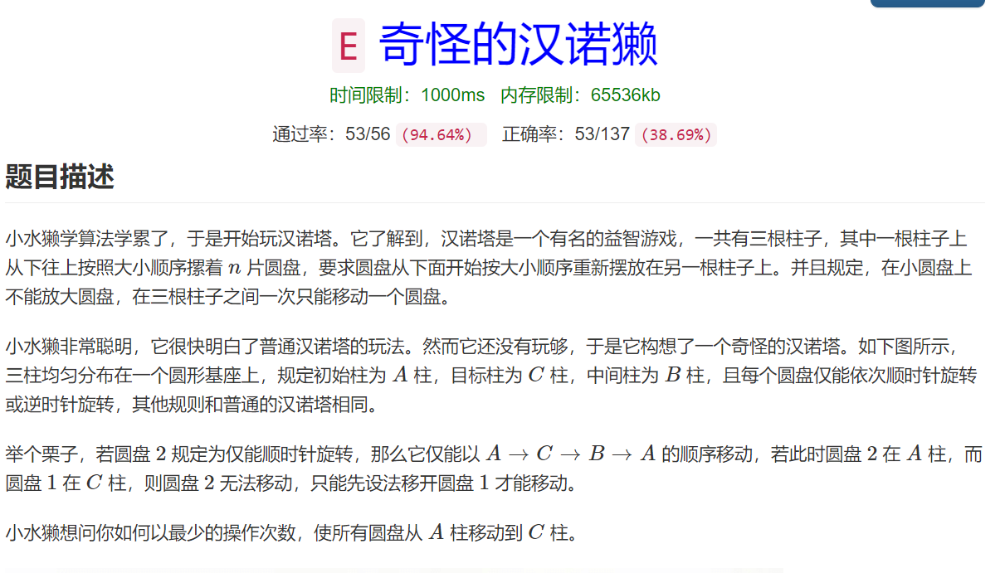 E 奇怪的汉诺獭
时间限制：1000ms 内存限制：65536kb
通过率：53/56 (94.64%) 正确率：53/137 (38.69%)
题目描述
小水獭学算法学累了，于是开始玩汉诺塔。它了解到，汉诺塔是一个有名的益智游戏，一共有三根柱子，其中一根柱子上
从下往上按照大小顺序摞着 n 片圆盘，要求圆盘从下面开始按大小顺序重新摆放在另一根柱子上。并且规定，在小圆盘上
不能放大圆盘，在三根柱子之间一次只能移动一个圆盘。
小水獭非常聪明，它很快明白了普通汉诺塔的玩法。然而它还没有玩够，于是它构想了一个奇怪的汉诺塔。如下图所示，
三柱均匀分布在一个圆形基座上，规定初始柱为 A 柱，目标柱为 C 柱，中间柱为 B 柱，且每个圆盘仅能依次顺时针旋转
或逆时针旋转，其他规则和普通的汉诺塔相同。
举个栗子，若圆盘 2 规定为仅能顺时针旋转，那么它仅能以 A → C → B → A 的顺序移动，若此时圆盘 2 在 A 柱，而
圆盘 1 在 C 柱，则圆盘 2 无法移动，只能先设法移开圆盘 1 才能移动。
小水獭想问你如何以最少的操作次数，使所有圆盘从 A 柱移动到 C 柱。